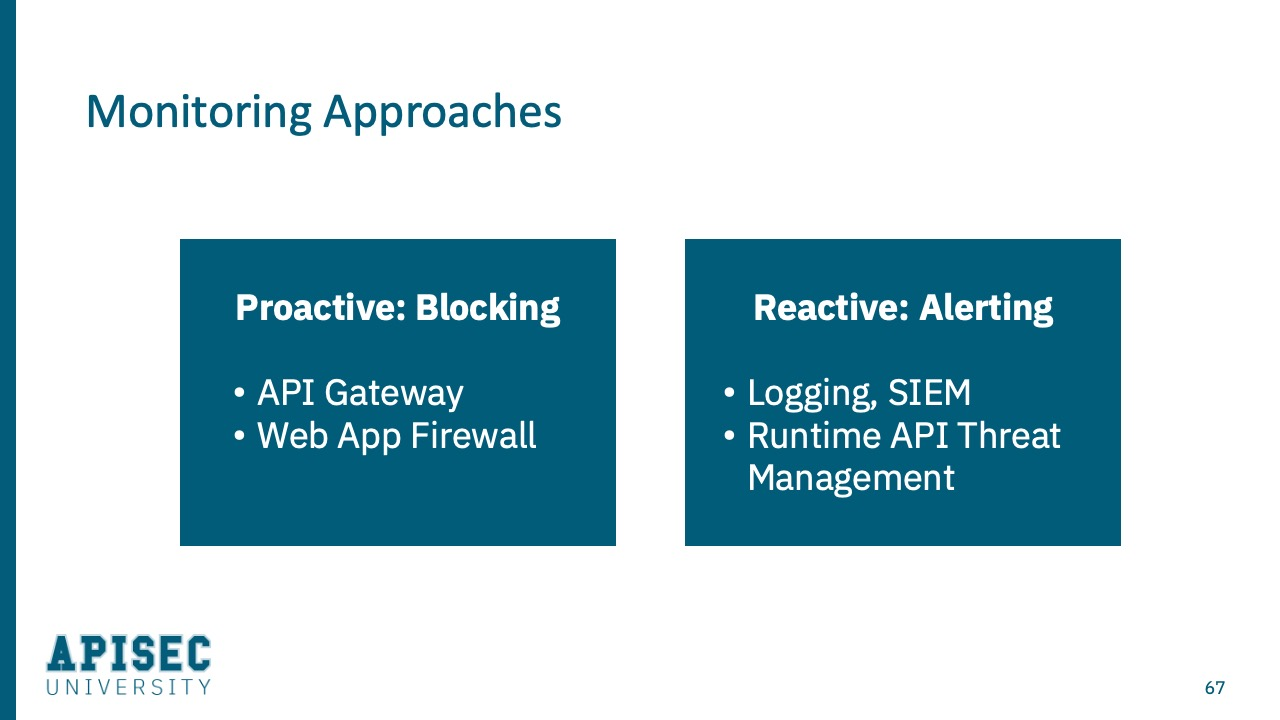 Monitoring Approaches
Proactive: Blocking
• API Gateway
• Web App Firewall
Reactive: Alerting
• Logging, SIEM
• Runtime API Threat
Management
APISEC
UNIVERSITY
67